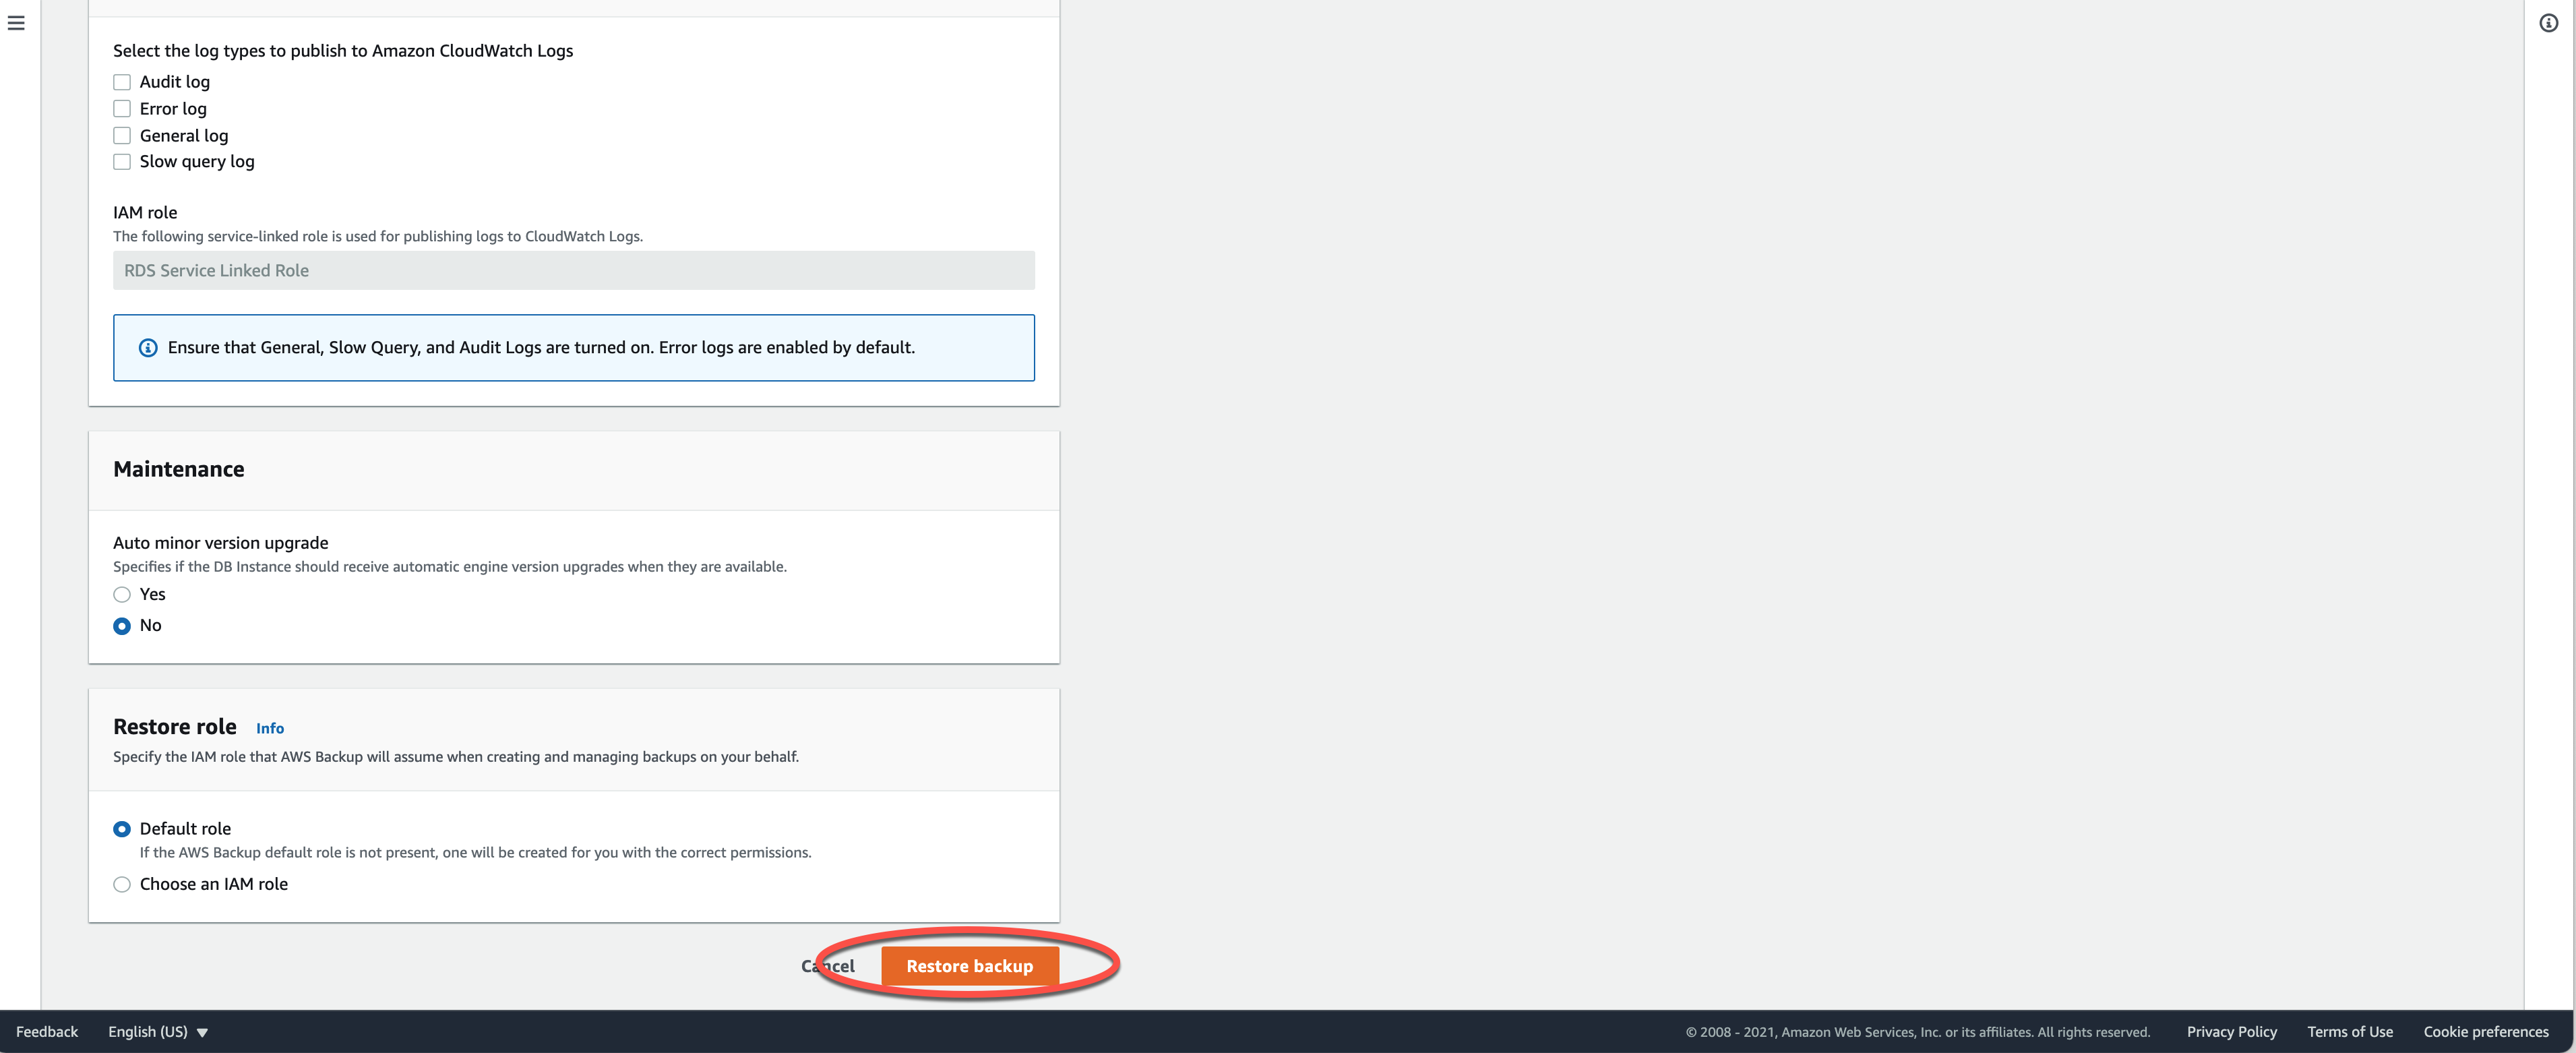 Select the log types to publish to Amazon CloudWatch Logs
Audit log
Error log
General log
Slow query log
IAM role
The following service-linked role is used for publishing logs to CloudWatch Logs.
RDS Service Linked Role
Ensure that General, Slow Query, and Audit Logs are turned on. Error logs are enabled by default.
Maintenance
Auto minor version upgrade
Specifies if the DB Instance should receive automatic engine version upgrades when they are available.
Yes
No
Restore role Info
Specify the IAM role that AWS Backup will assume when creating and managing backups on your behalf.
Default role
If the AWS Backup default role is not present, one will be created for you with the correct permissions.
Choose an IAM role
Cancel Restore backup
Feedback English (US) © 2008 - 2021, Amazon Web Services, Inc. or its affiliates. All rights reserved. Privacy Policy Terms of Use Cookie preferences